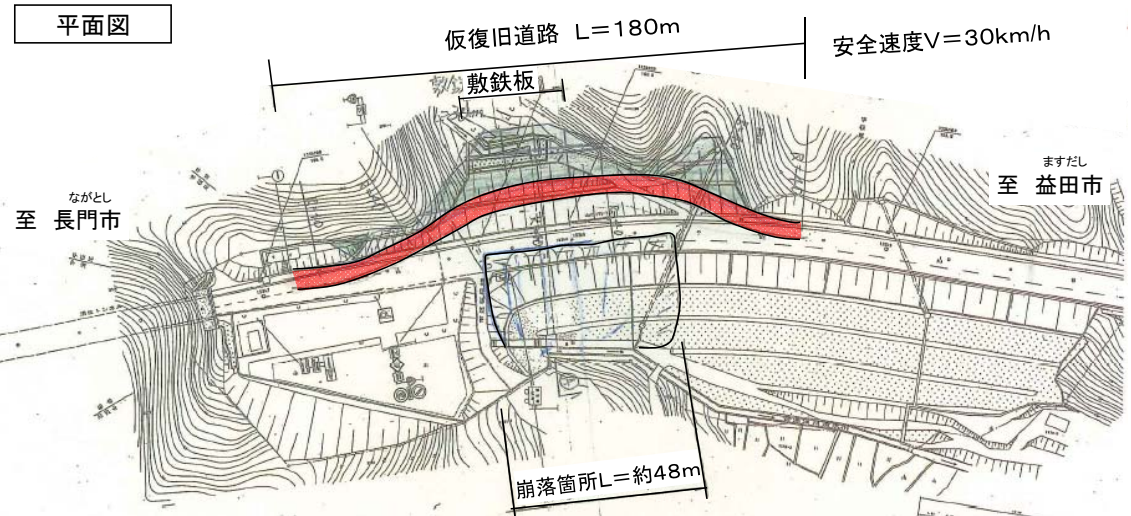 平面図
仮復旧道路 L=180m
安全速度V=30km/h
敷鉄板
ながとし
至 長門市
ますだし
至 益田市
崩落箇所L=約48m